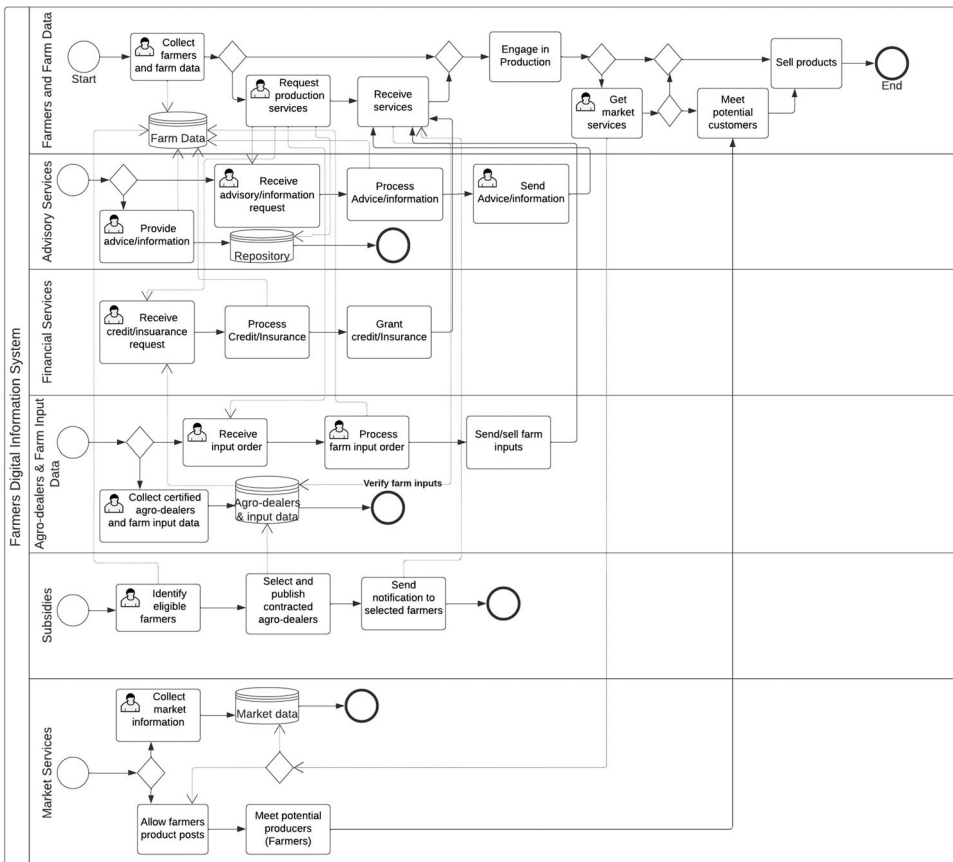 Farmers Digital Information System
Farmers and Farm Data
Start
Collect
farmers
and farm data
Request
production
services
Receive
services
Engage in
Production
Get
market
services
Meet
potential
customers
Sell products
End
Farm Data
Advisory Services
Receive
advisory/information
request
Process
Advice/information
Send
Advice/information
Provide
advice/information
Repository
Financial Services
Receive
credit/insuarance
request
Process
Credit/Insurance
Grant
credit/Insurance
Agro-dealers & Farm Input
Data
Receive
input order
Process
farm input order
Send/sell farm
inputs
Collect certified
agro-dealers
and farm input data
Agro-dealers
& input data
Verify farm inputs
Subsidies
Identify
eligible
farmers
Select and
publish
contracted
agro-dealers
Send
notification to
selected farmers
Market Services
Collect
market
information
Market data
Allow farmers
product posts
Meet potential
producers
(Farmers)